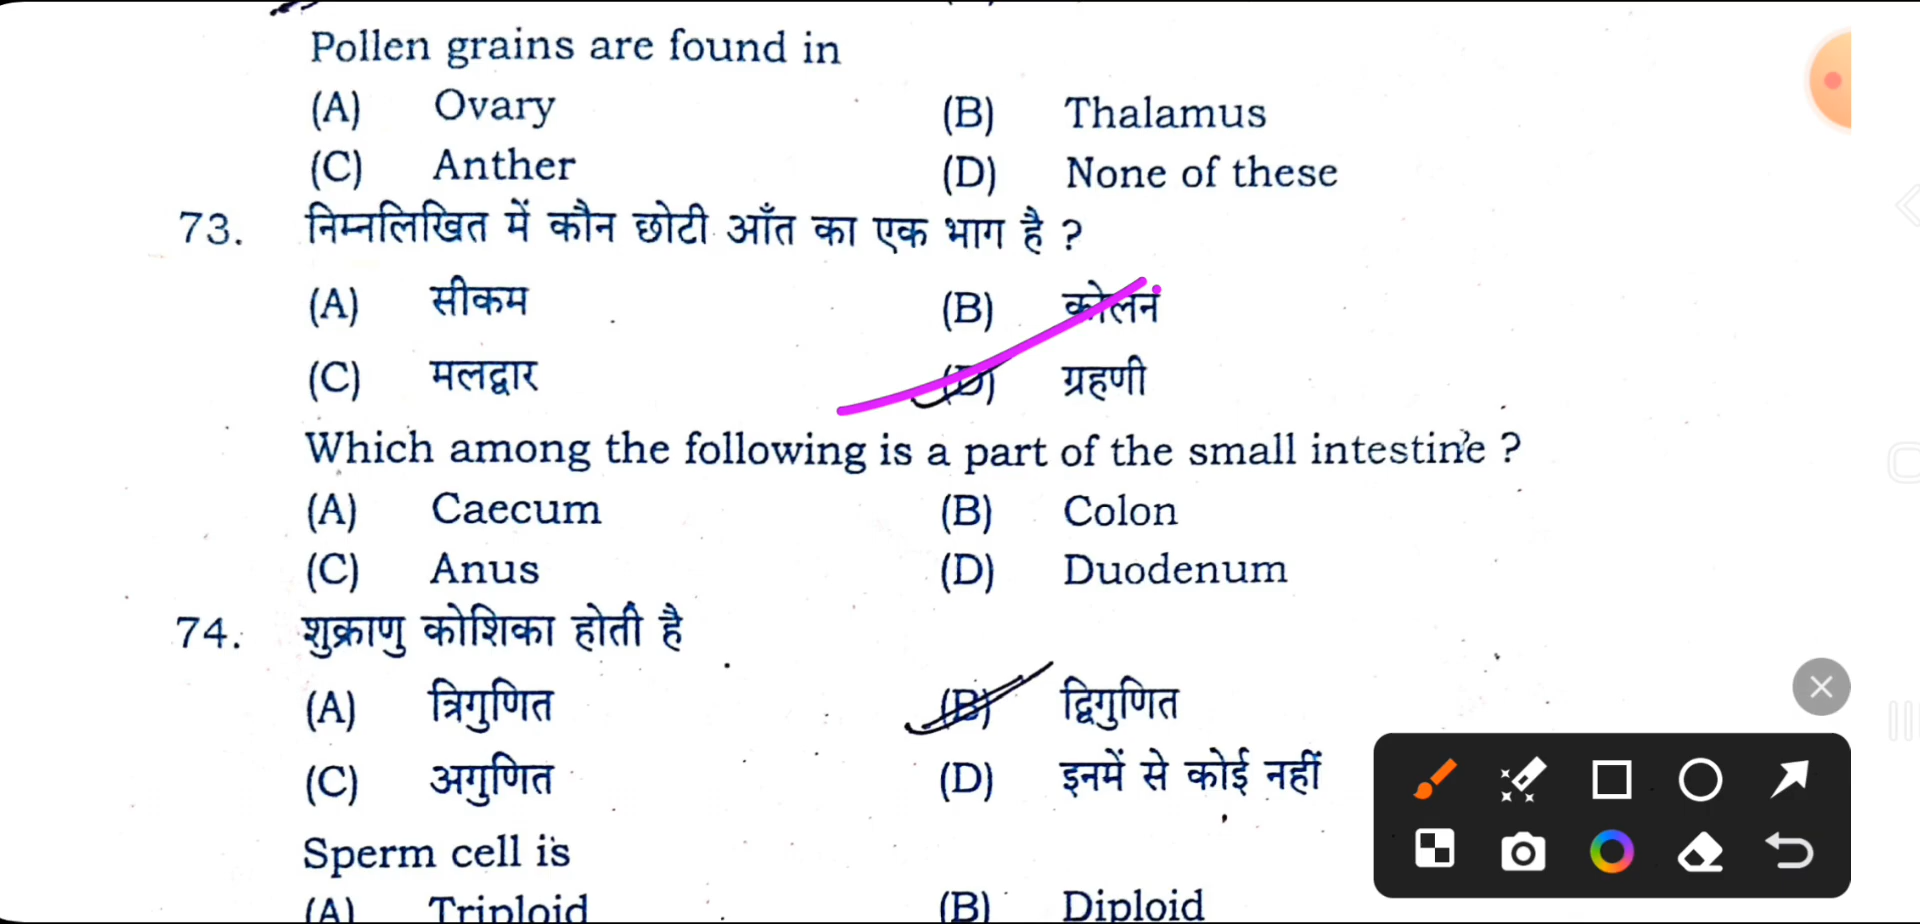 Pollen grains are found in
(A) Ovary (B) Thalamus
(C) Anther (D) None of these
73. निम्नलिखित में कौन छोटी आँत का एक भाग है ?
(A) सीकम (B) कोलन
(C) मलद्वार (D) ग्रहणी
Which among the following is a part of the small intestine ?
(A) Caecum (B) Colon
(C) Anus (D) Duodenum
74. शुक्राणु कोशिका होती है
(A) त्रिगुणित (B) द्विगुणित
(C) अगुणित (D) इनमें से कोई नहीं
Sperm cell is
(A) Triploid (B) Diploid